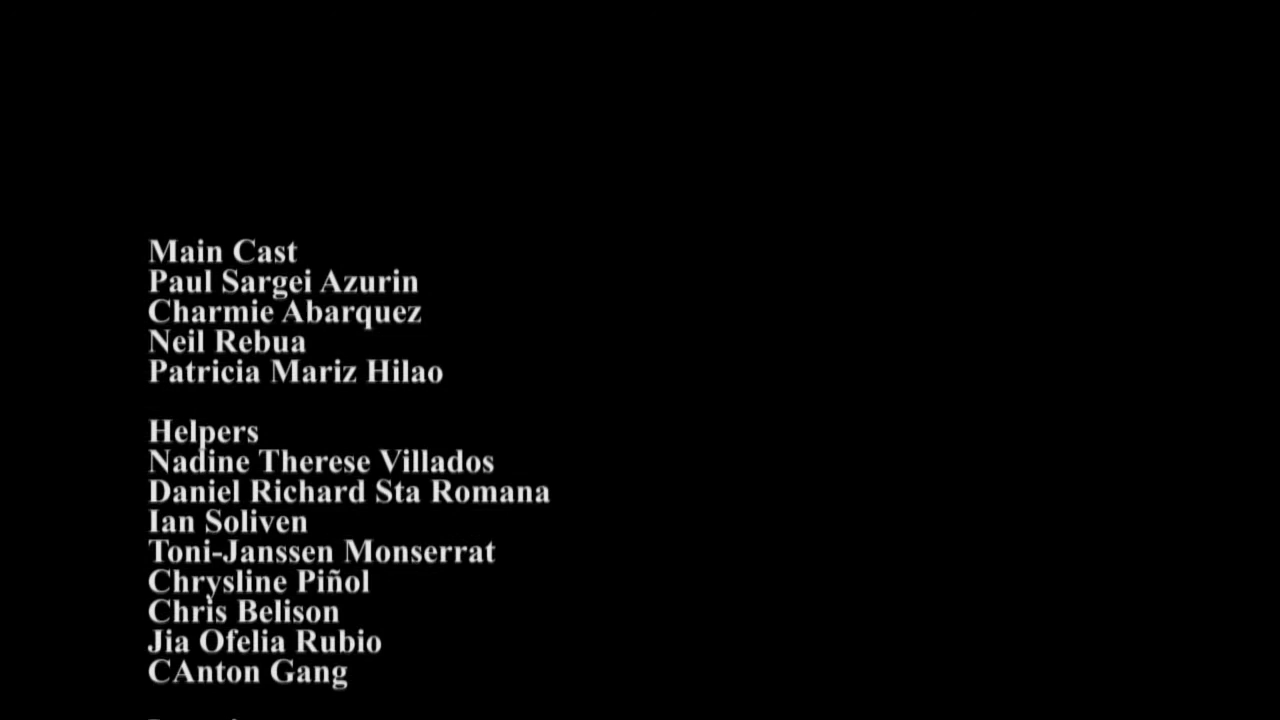 Main Cast
Paul Sargei Azurin
Charmie Abarquez
Neil Rebua
Patricia Mariz Hilao
Helpers
Nadine Therese Villados
Daniel Richard Sta Romana
Ian Soliven
Toni-Janssen Monserrat
Chrysline Piñol
Chris Belison
Jia Ofelia Rubio
CAnton Gang